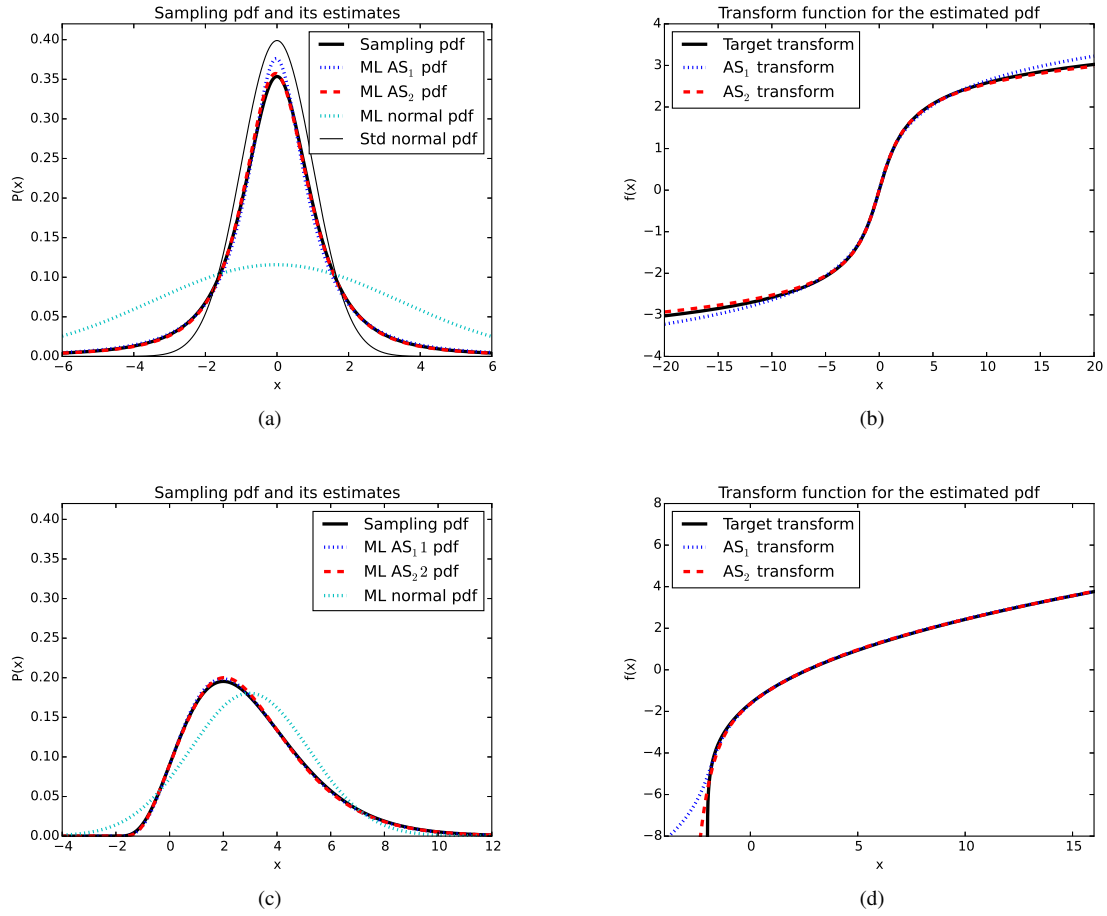 Sampling pdf and its estimates
0.40
0.35
0.30
0.25
0.20
0.15
0.10
0.05
0.00
P(x)
Sampling pdf
ML AS₁ pdf
ML AS₂ pdf
ML normal pdf
Std normal pdf
−6 −4 −2 0 2 4 6
x
(a)
Transform function for the estimated pdf
4
3
2
1
0
−1
−2
−3
−4
f(x)
Target transform
AS₁ transform
AS₂ transform
−20 −15 −10 −5 0 5 10 15 20
x
(b)
Sampling pdf and its estimates
0.40
0.35
0.30
0.25
0.20
0.15
0.10
0.05
0.00
P(x)
Sampling pdf
ML AS₁1 pdf
ML AS₂2 pdf
ML normal pdf
−4 −2 0 2 4 6 8 10 12
x
(c)
Transform function for the estimated pdf
8
6
4
2
0
−2
−4
−6
−8
f(x)
Target transform
AS₁ transform
AS₂ transform
0 5 10 15
x
(d)